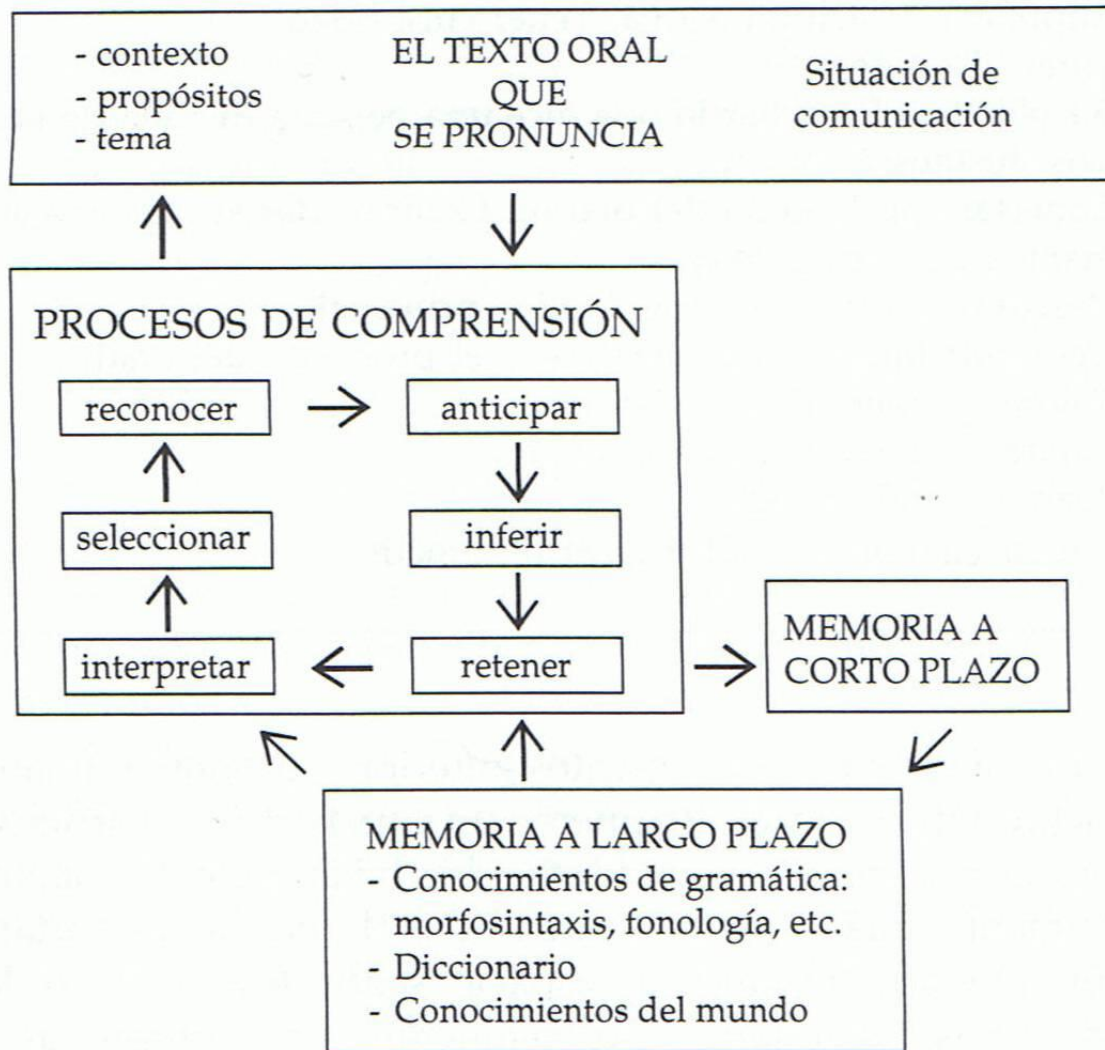 - contexto
- propósitos
- tema
EL TEXTO ORAL
QUE
SE PRONUNCIA
Situación de
comunicación
PROCESOS DE COMPRENSIÓN
reconocer
anticipar
seleccionar
inferir
interpretar
retener
MEMORIA A
CORTO PLAZO
MEMORIA A LARGO PLAZO
- Conocimientos de gramática:
morfosintaxis, fonología, etc.
- Diccionario
- Conocimientos del mundo